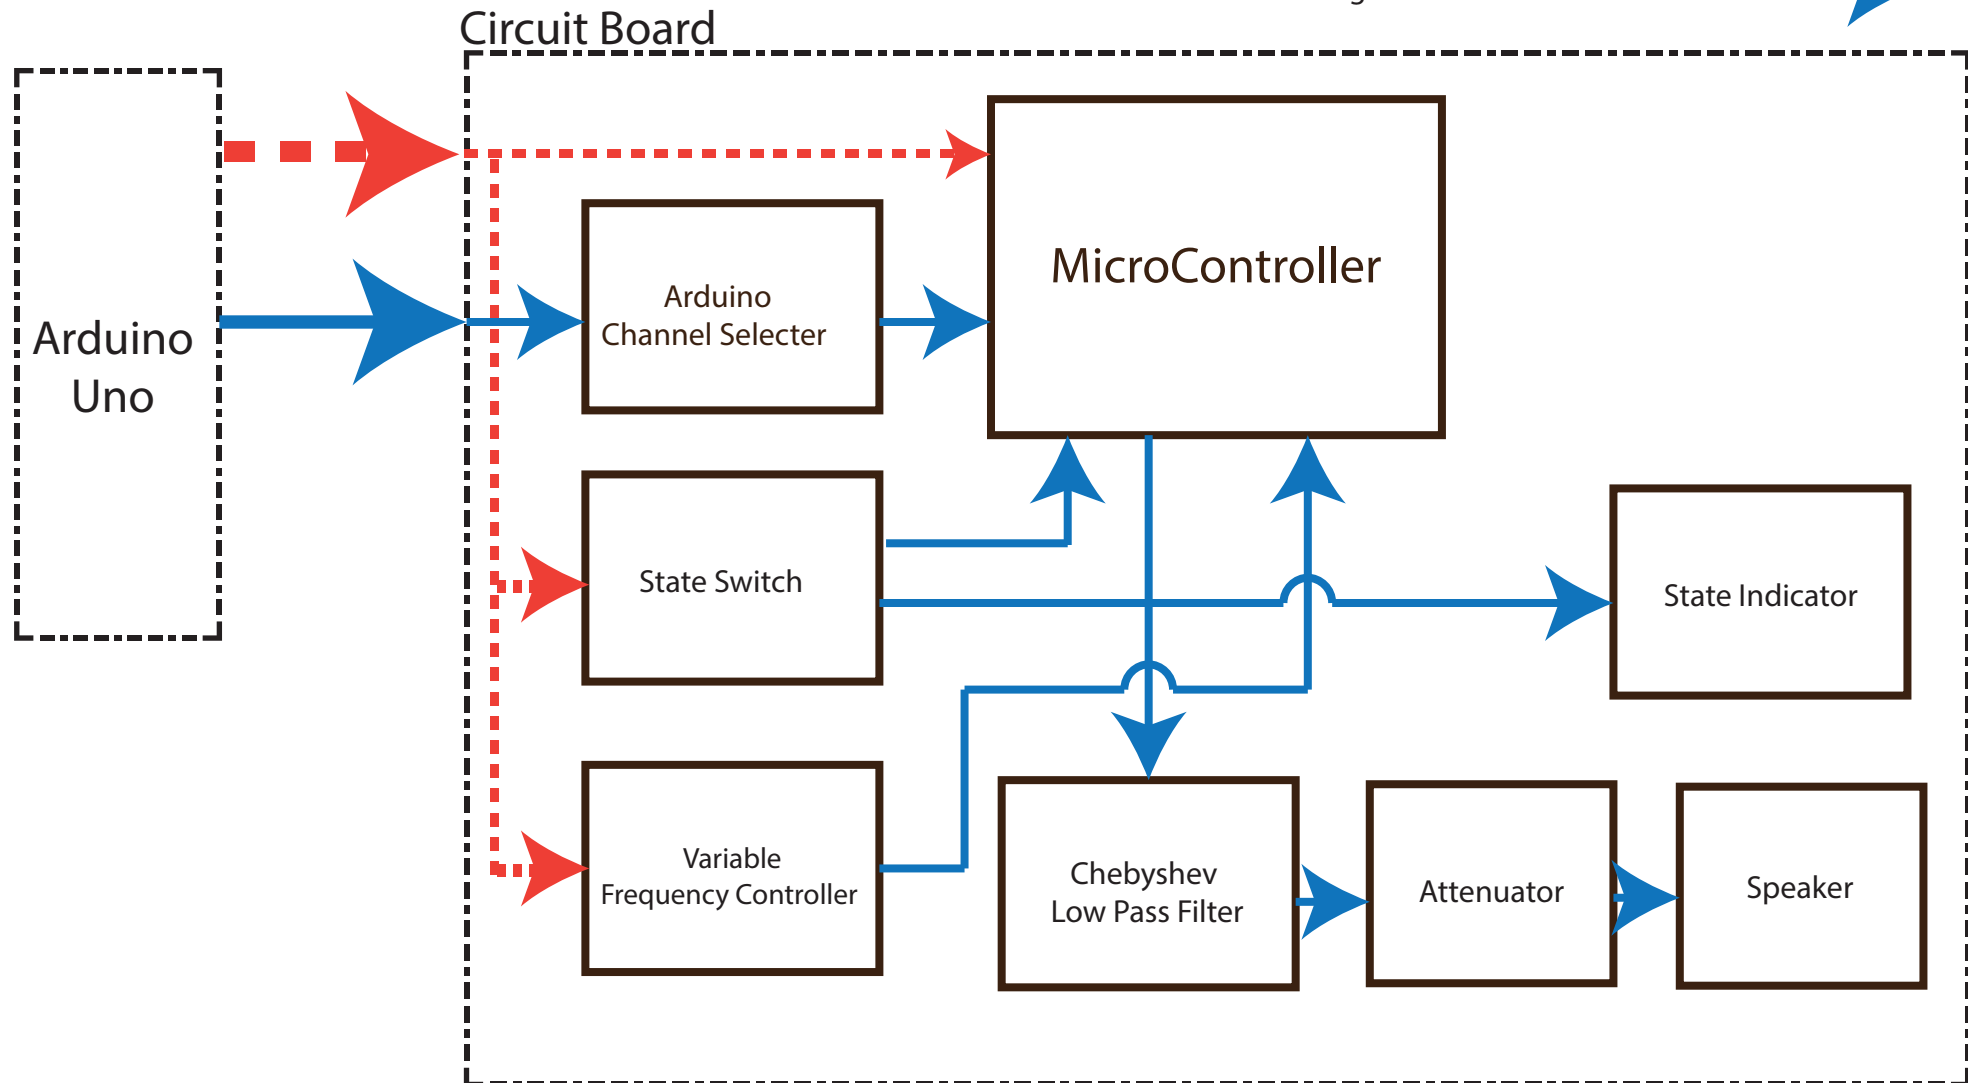 Circuit Board
Arduino
Uno
MicroController
Arduino
Channel Selecter
State Switch
State Indicator
Variable
Frequency Controller
Chebyshev
Low Pass Filter
Attenuator
Speaker